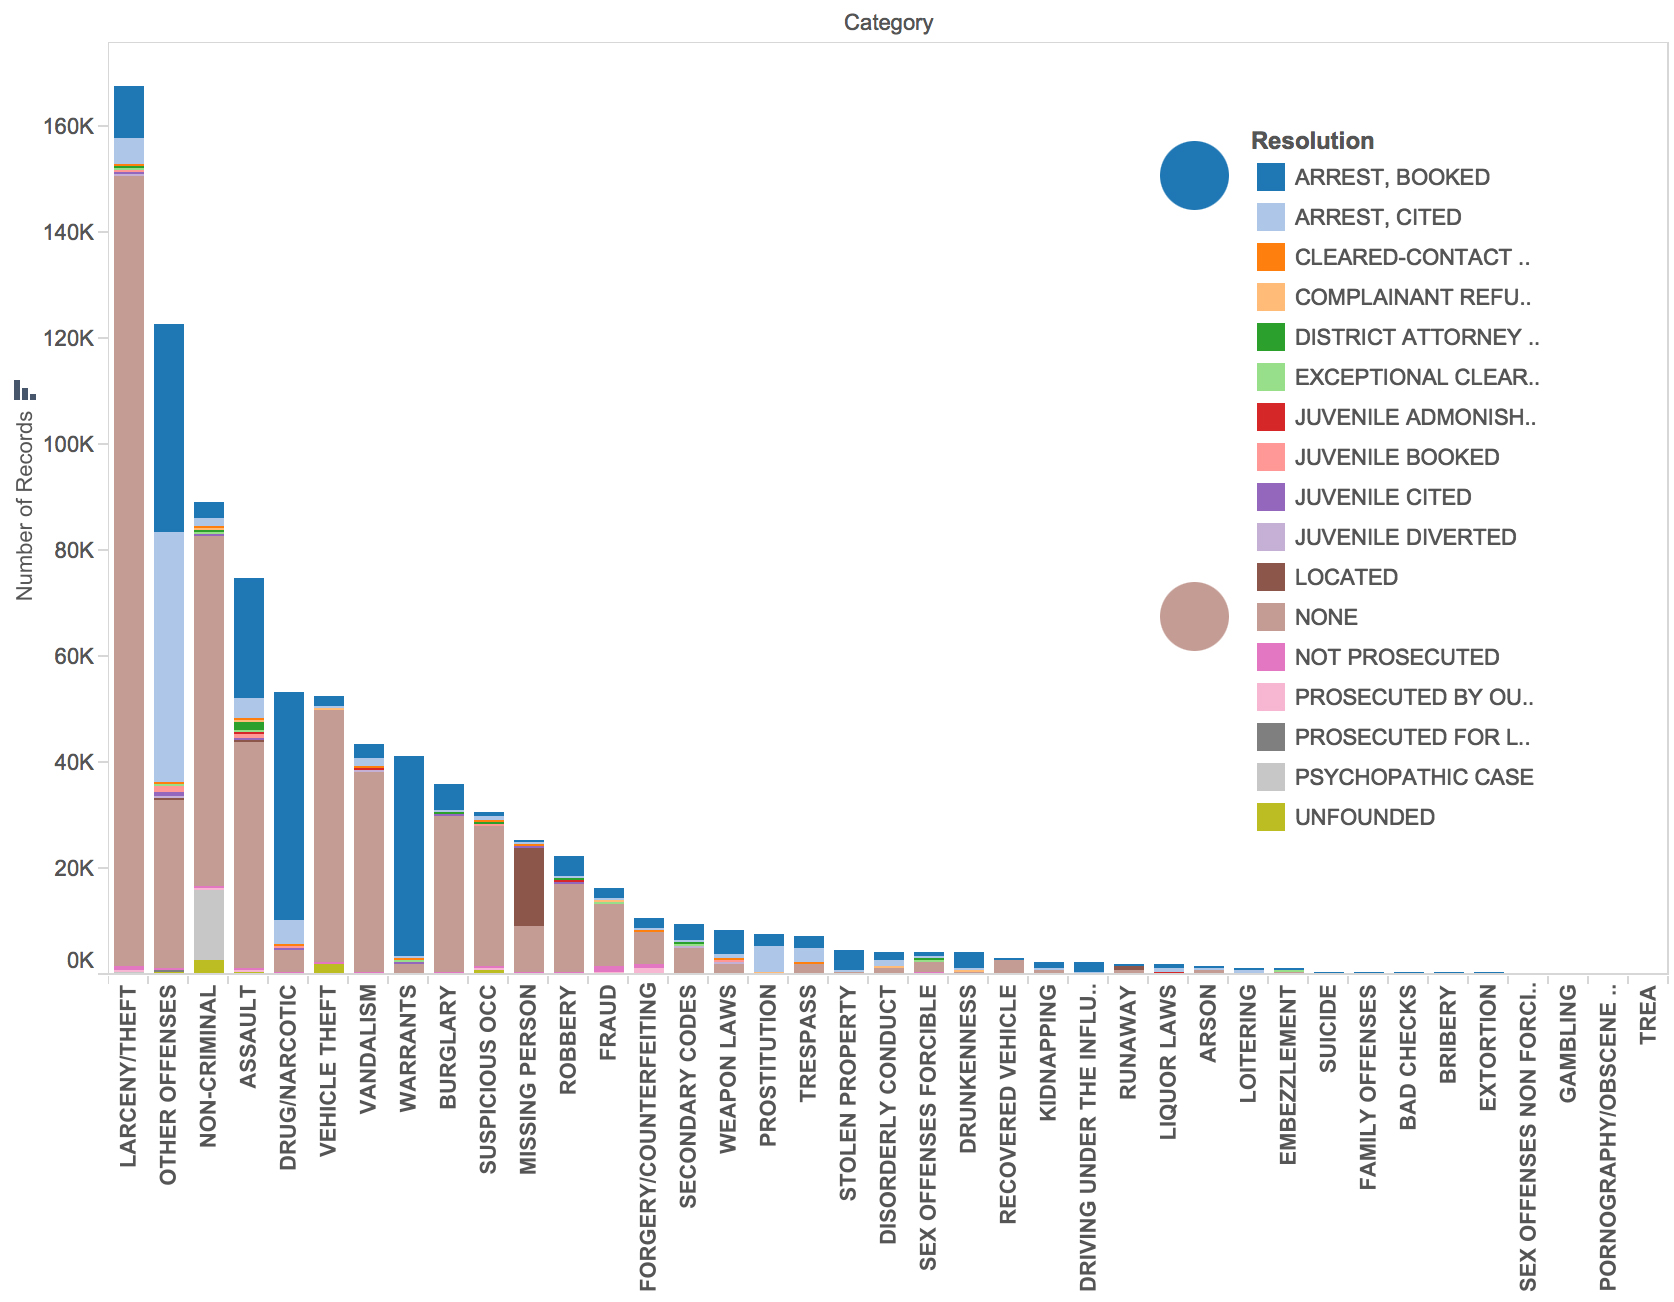 Category
160K
140K
120K
100K
80K
60K
40K
20K
0K
Number of Records
Resolution
ARREST, BOOKED
ARREST, CITED
CLEARED-CONTACT ..
COMPLAINANT REFU..
DISTRICT ATTORNEY ..
EXCEPTIONAL CLEAR..
JUVENILE ADMONISH..
JUVENILE BOOKED
JUVENILE CITED
JUVENILE DIVERTED
LOCATED
NONE
NOT PROSECUTED
PROSECUTED BY OU..
PROSECUTED FOR L..
PSYCHOPATHIC CASE
UNFOUNDED
LARCENY/THEFT
OTHER OFFENSES
NON-CRIMINAL
ASSAULT
DRUG/NARCOTIC
VEHICLE THEFT
VANDALISM
WARRANTS
BURGLARY
SUSPICIOUS OCC
MISSING PERSON
ROBBERY
FRAUD
FORGERY/COUNTERFEITING
SECONDARY CODES
WEAPON LAWS
PROSTITUTION
TRESPASS
STOLEN PROPERTY
DISORDERLY CONDUCT
SEX OFFENSES FORCIBLE
DRUNKENNESS
RECOVERED VEHICLE
KIDNAPPING
DRIVING UNDER THE INFLU..
RUNAWAY
LIQUOR LAWS
ARSON
LOITERING
EMBEZZLEMENT
SUICIDE
FAMILY OFFENSES
BAD CHECKS
BRIBERY
EXTORTION
SEX OFFENSES NON FORCI..
GAMBLING
PORNOGRAPHY/OBSCENE ..
TREA